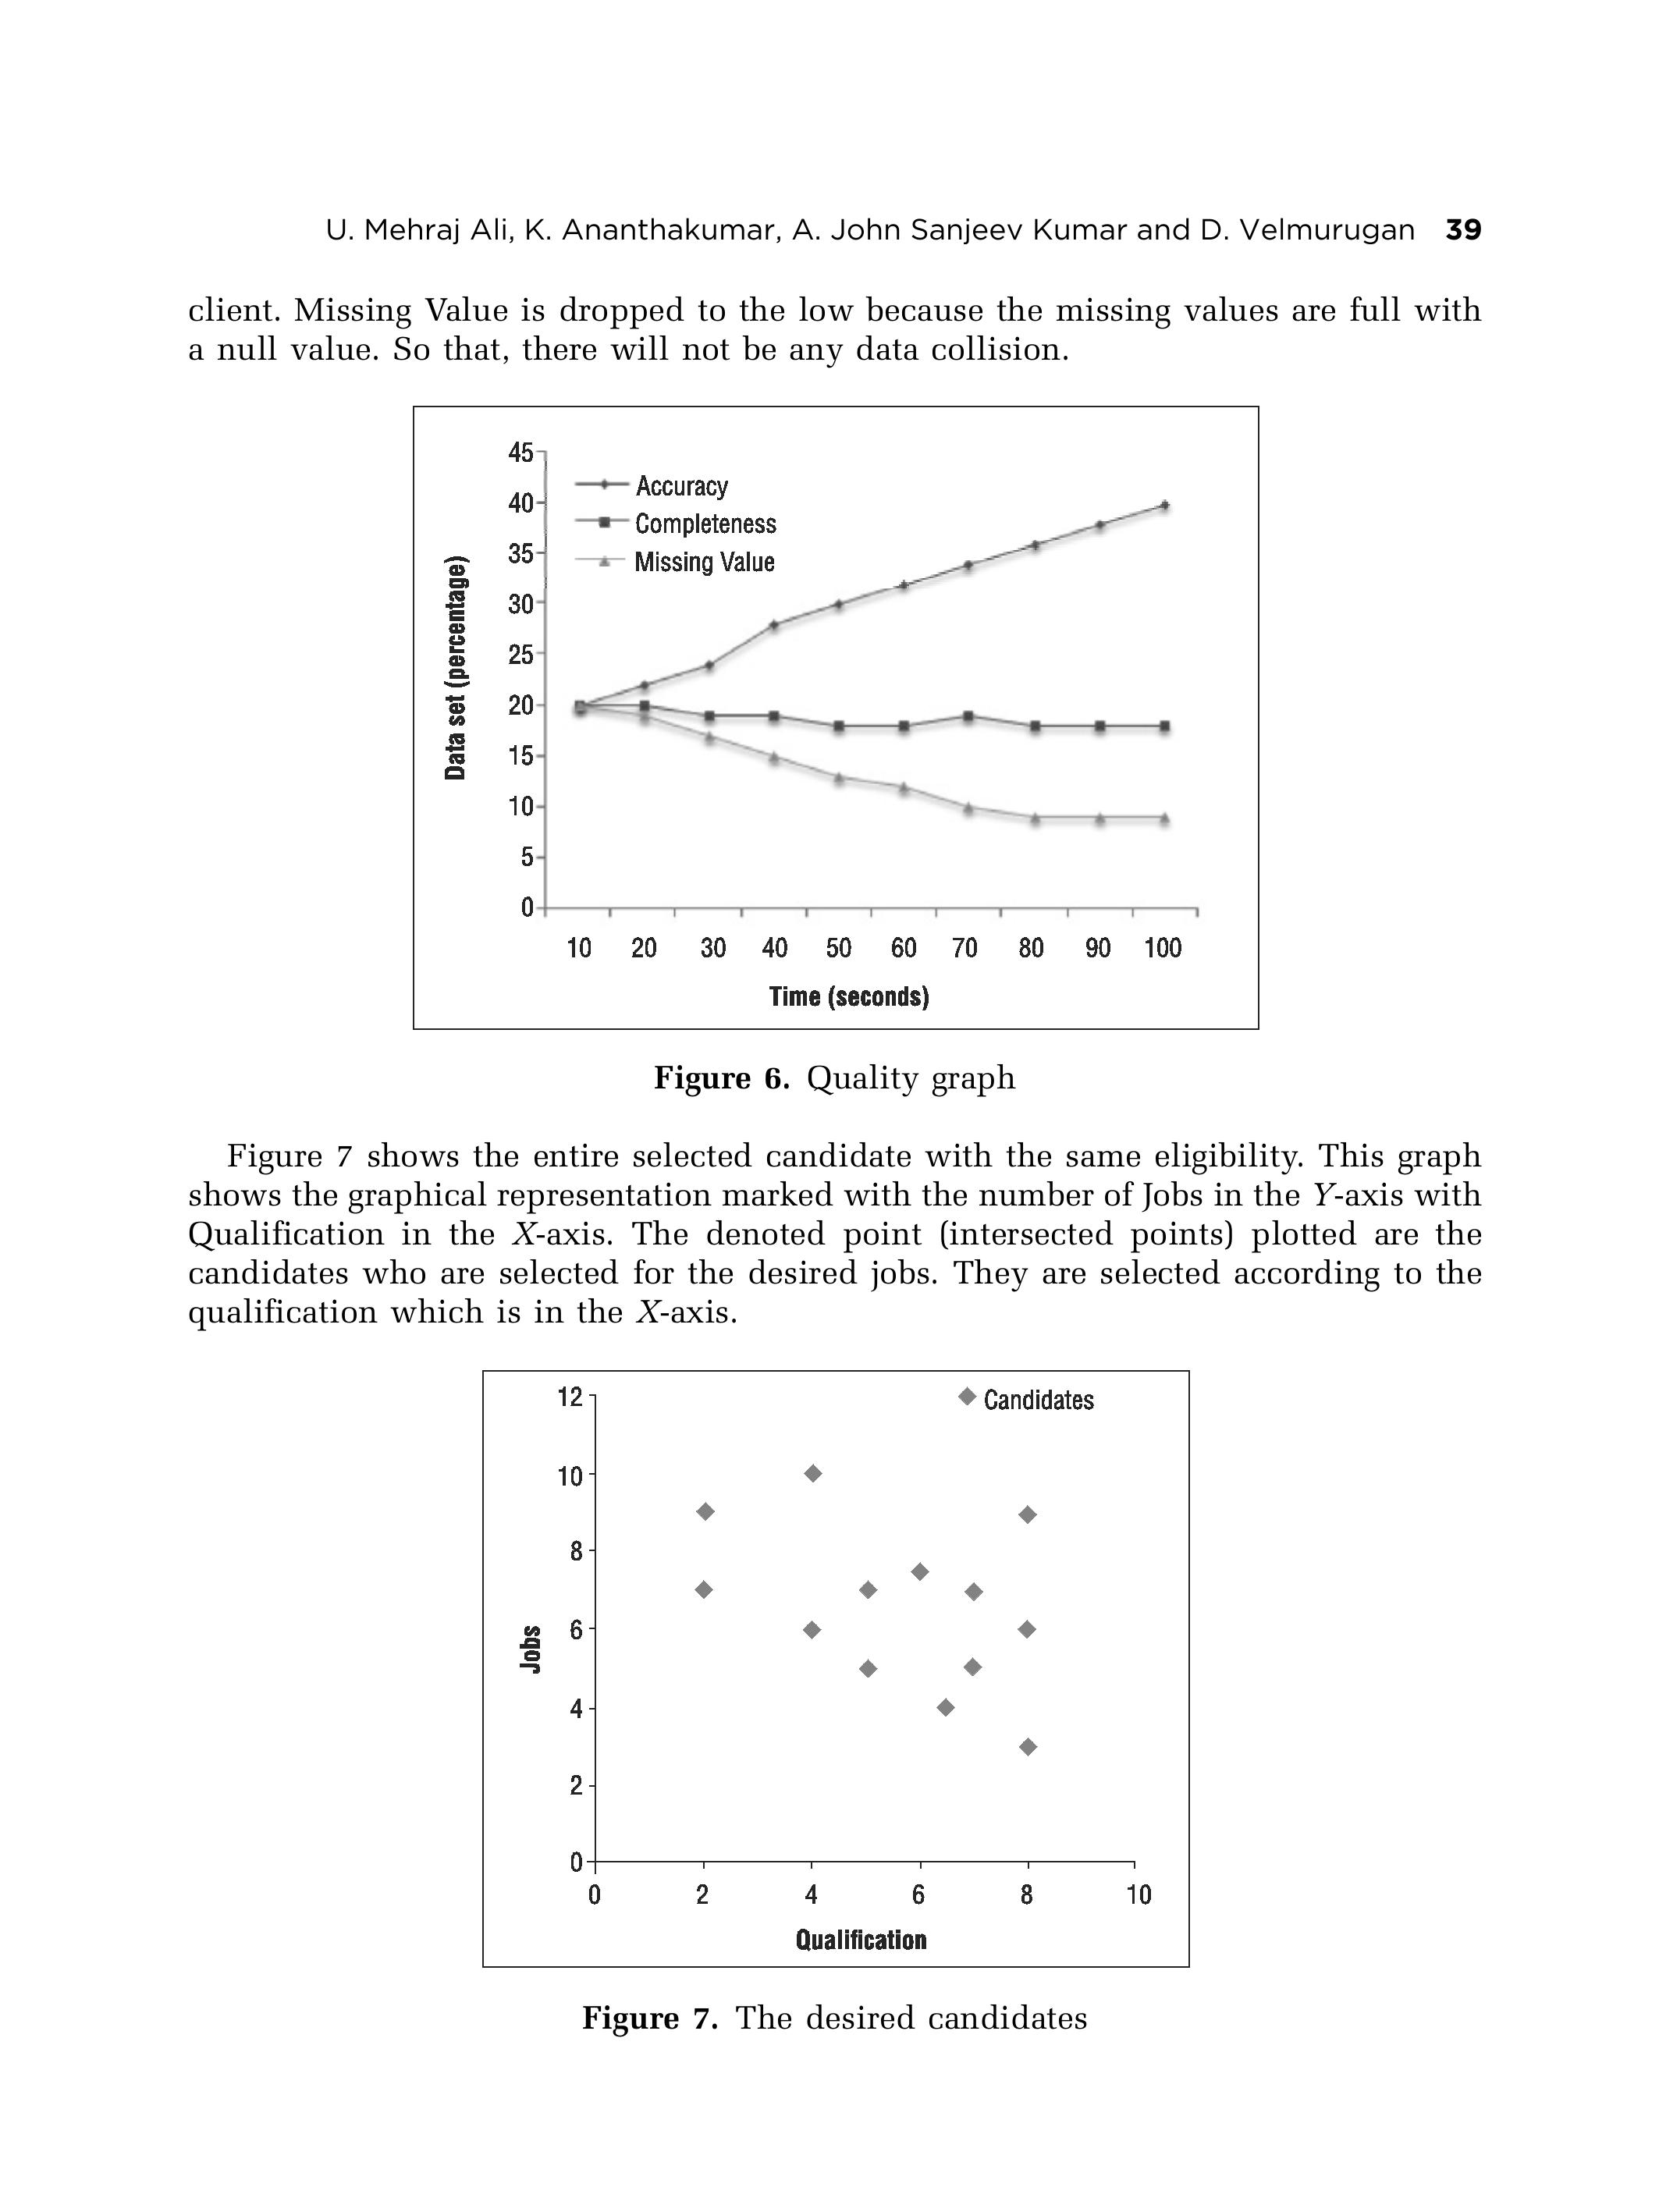 U. Mehraj Ali, K. Ananthakumar, A. John Sanjeev Kumar and D. Velmurugan 39
client. Missing Value is dropped to the low because the missing values are full with
a null value. So that, there will not be any data collision.
45
40
35
30
25
20
15
10
5
0
Accuracy
Completeness
Missing Value
Data set (percentage)
10 20 30 40 50 60 70 80 90 100
Time (seconds)
Figure 6. Quality graph
Figure 7 shows the entire selected candidate with the same eligibility. This graph
shows the graphical representation marked with the number of Jobs in the Y-axis with
Qualification in the X-axis. The denoted point (intersected points) plotted are the
candidates who are selected for the desired jobs. They are selected according to the
qualification which is in the X-axis.
12
10
8
6
4
2
0
Candidates
Jobs
0 2 4 6 8 10
Qualification
Figure 7. The desired candidates